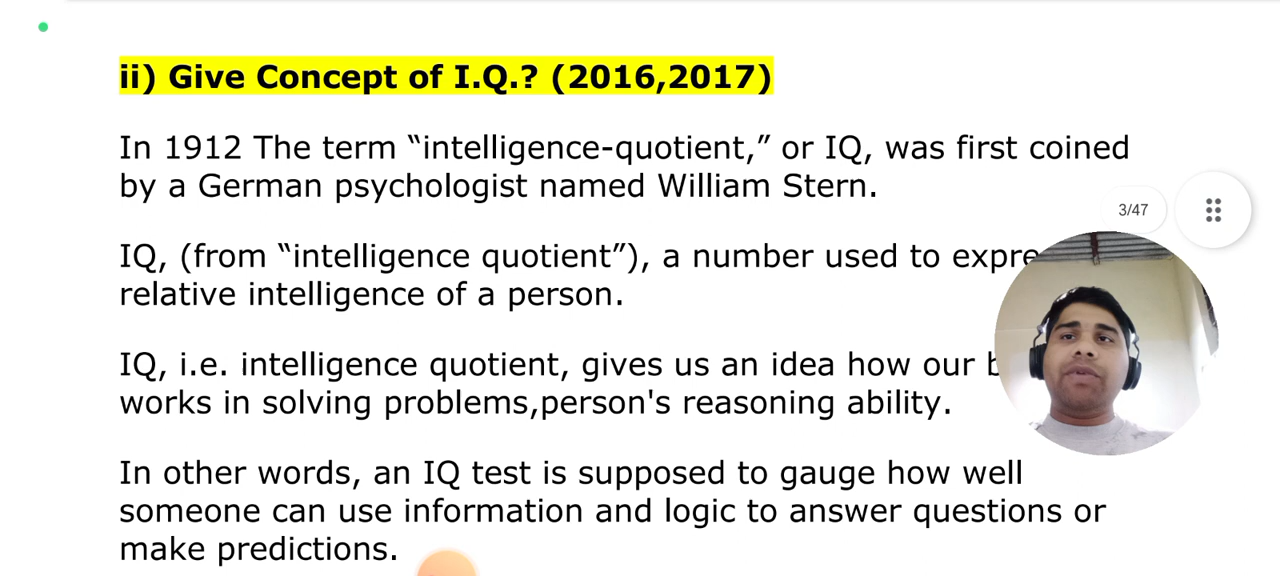 ii) Give Concept of I.Q.? (2016,2017)
In 1912 The term “intelligence-quotient,” or IQ, was first coined
by a German psychologist named William Stern.
3/47
IQ, (from “intelligence quotient”), a number used to
relative intelligence of a person.
IQ, i.e. intelligence quotient, gives us an idea how our
works in solving problems,person's reasoning ability.
In other words, an IQ test is supposed to gauge how well
someone can use information and logic to answer questions or
make predictions.